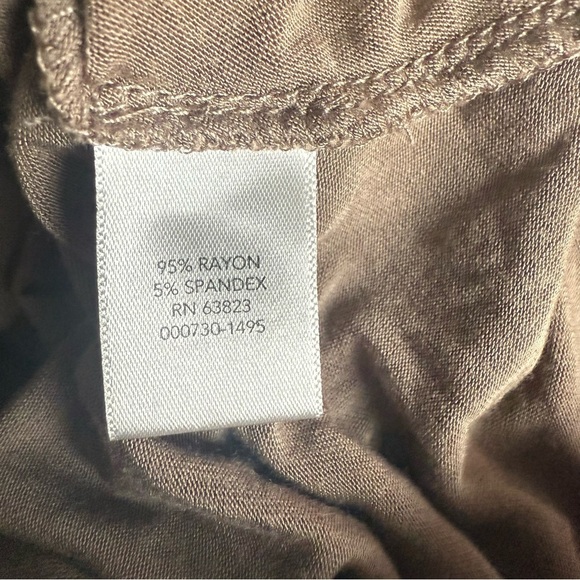 95% RAYON
5% SPANDEX
RN 63823
000730-1495